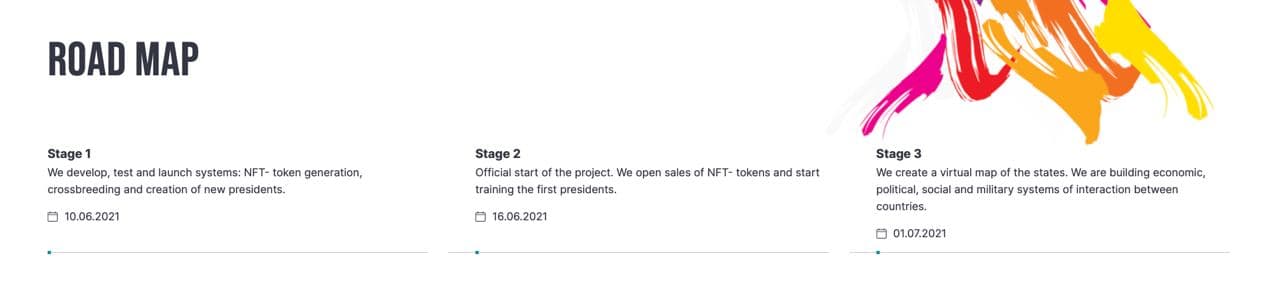 ROAD MAP
Stage 1
We develop, test and launch systems: NFT- token generation,
crossbreeding and creation of new presidents.
10.06.2021
Stage 2
Official start of the project. We open sales of NFT- tokens and start
training the first presidents.
16.06.2021
Stage 3
We create a virtual map of the states. We are building economic,
political, social and military systems of interaction between
countries.
01.07.2021